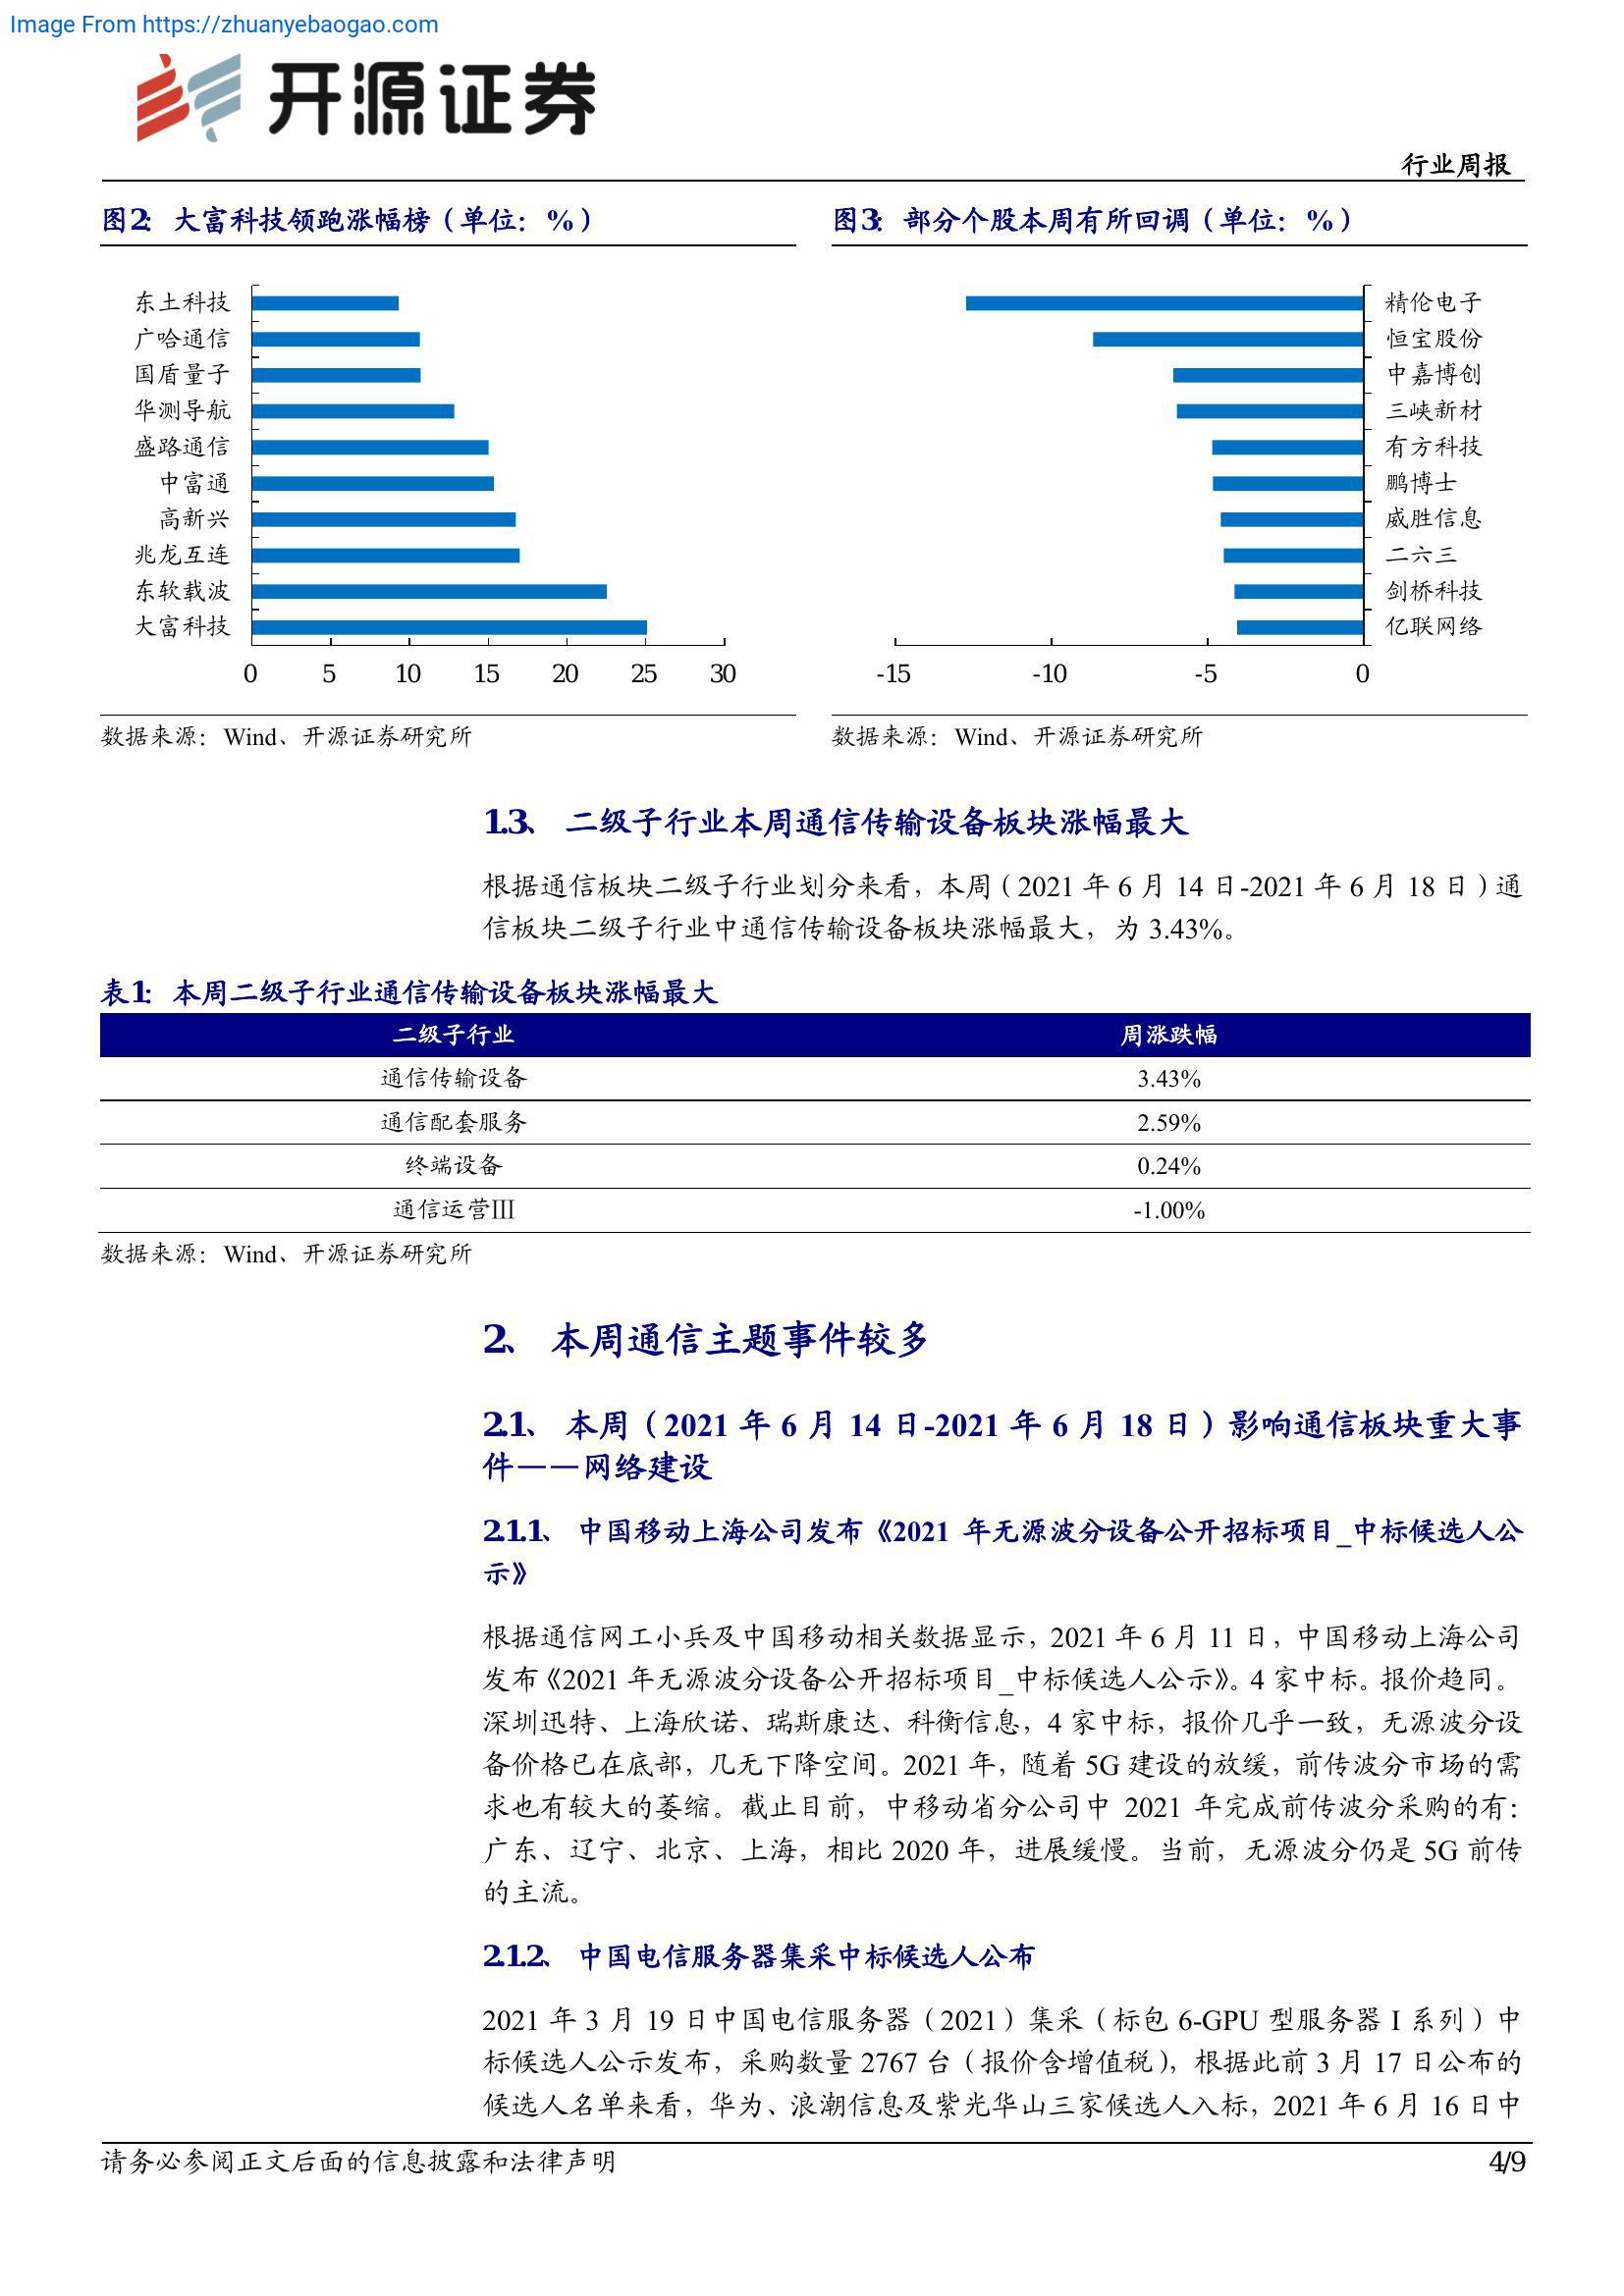 Image From https://zhuanyebaogao.com
开源证券
行业周报
图2： 大富科技领跑涨幅榜（单位：%）
东土科技
广哈通信
国盾量子
华测导航
盛路通信
中富通
高新兴
兆龙互连
东软载波
大富科技
0 5 10 15 20 25 30
数据来源：Wind、开源证券研究所
图3： 部分个股本周有所回调（单位：%）
精伦电子
恒宝股份
中嘉博创
三峡新材
有方科技
鹏博士
威胜信息
二六三
剑桥科技
亿联网络
-15 -10 -5 0
数据来源：Wind、开源证券研究所
1.3、 二级子行业本周通信传输设备板块涨幅最大
根据通信板块二级子行业划分来看，本周（2021 年 6 月 14 日-2021 年 6 月 18 日）通
信板块二级子行业中通信传输设备板块涨幅最大，为 3.43%。
表1： 本周二级子行业通信传输设备板块涨幅最大
二级子行业 周涨跌幅
通信传输设备 3.43%
通信配套服务 2.59%
终端设备 0.24%
通信运营Ⅲ -1.00%
数据来源：Wind、开源证券研究所
2、 本周通信主题事件较多
2.1、 本周（2021 年 6 月 14 日-2021 年 6 月 18 日）影响通信板块重大事
件——网络建设
2.1.1、 中国移动上海公司发布《2021 年无源波分设备公开招标项目_中标候选人公
示》
根据通信网工小兵及中国移动相关数据显示，2021 年 6 月 11 日，中国移动上海公司
发布《2021 年无源波分设备公开招标项目_中标候选人公示》。4 家中标。报价趋同。
深圳迅特、上海欣诺、瑞斯康达、科衡信息，4 家中标，报价几乎一致，无源波分设
备价格已在底部，几无下降空间。2021 年，随着 5G 建设的放缓，前传波分市场的需
求也有较大的萎缩。截止目前，中移动省分公司中 2021 年完成前传波分采购的有：
广东、辽宁、北京、上海，相比 2020 年，进展缓慢。当前，无源波分仍是 5G 前传
的主流。
2.1.2、 中国电信服务器集采中标候选人公布
2021 年 3 月 19 日中国电信服务器（2021）集采（标包 6-GPU 型服务器 I 系列）中
标候选人公示发布，采购数量 2767 台（报价含增值税），根据此前 3 月 17 日公布的
候选人名单来看，华为、浪潮信息及紫光华山三家候选人入标，2021 年 6 月 16 日中
请务必参阅正文后面的信息披露和法律声明
4/9